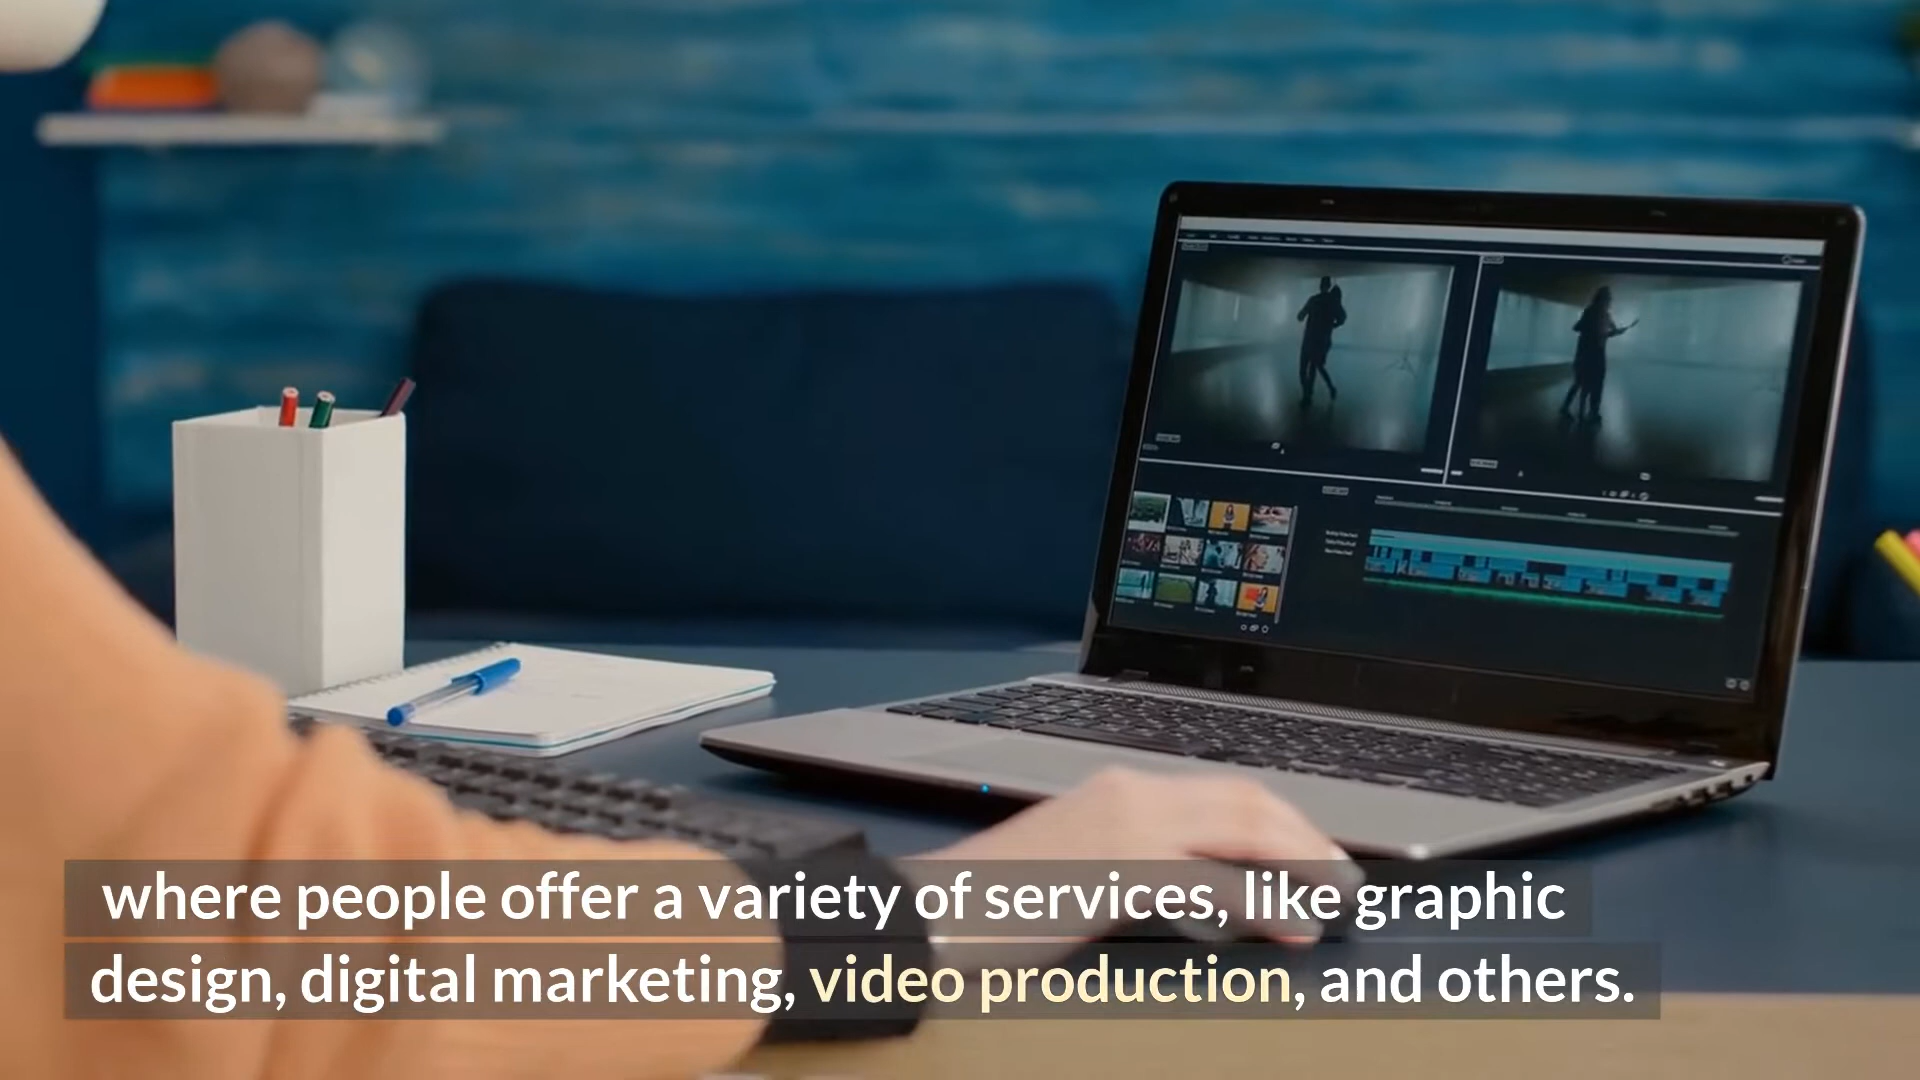 where people offer a variety of services, like graphic
design, digital marketing, video production, and others.